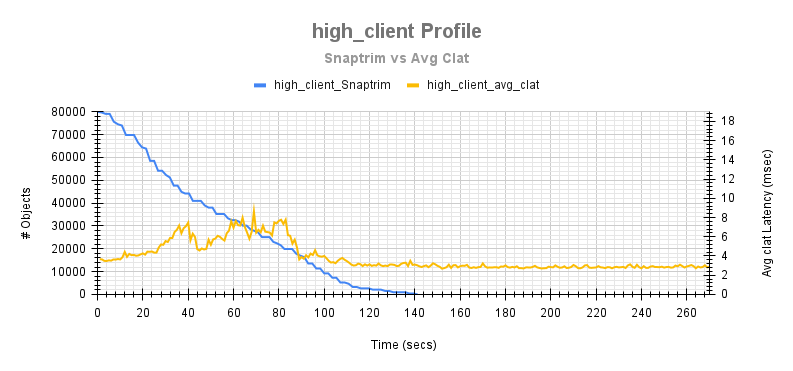 high_client Profile
Snaptrim vs Avg Clat
high_client_Snaptrim high_client_avg_clat
80000
70000
60000
50000
40000
30000
20000
10000
0
# Objects
18
16
14
12
10
8
6
4
2
0
Avg clat Latency (msec)
0 20 40 60 80 100 120 140 160 180 200 220 240 260
Time (secs)